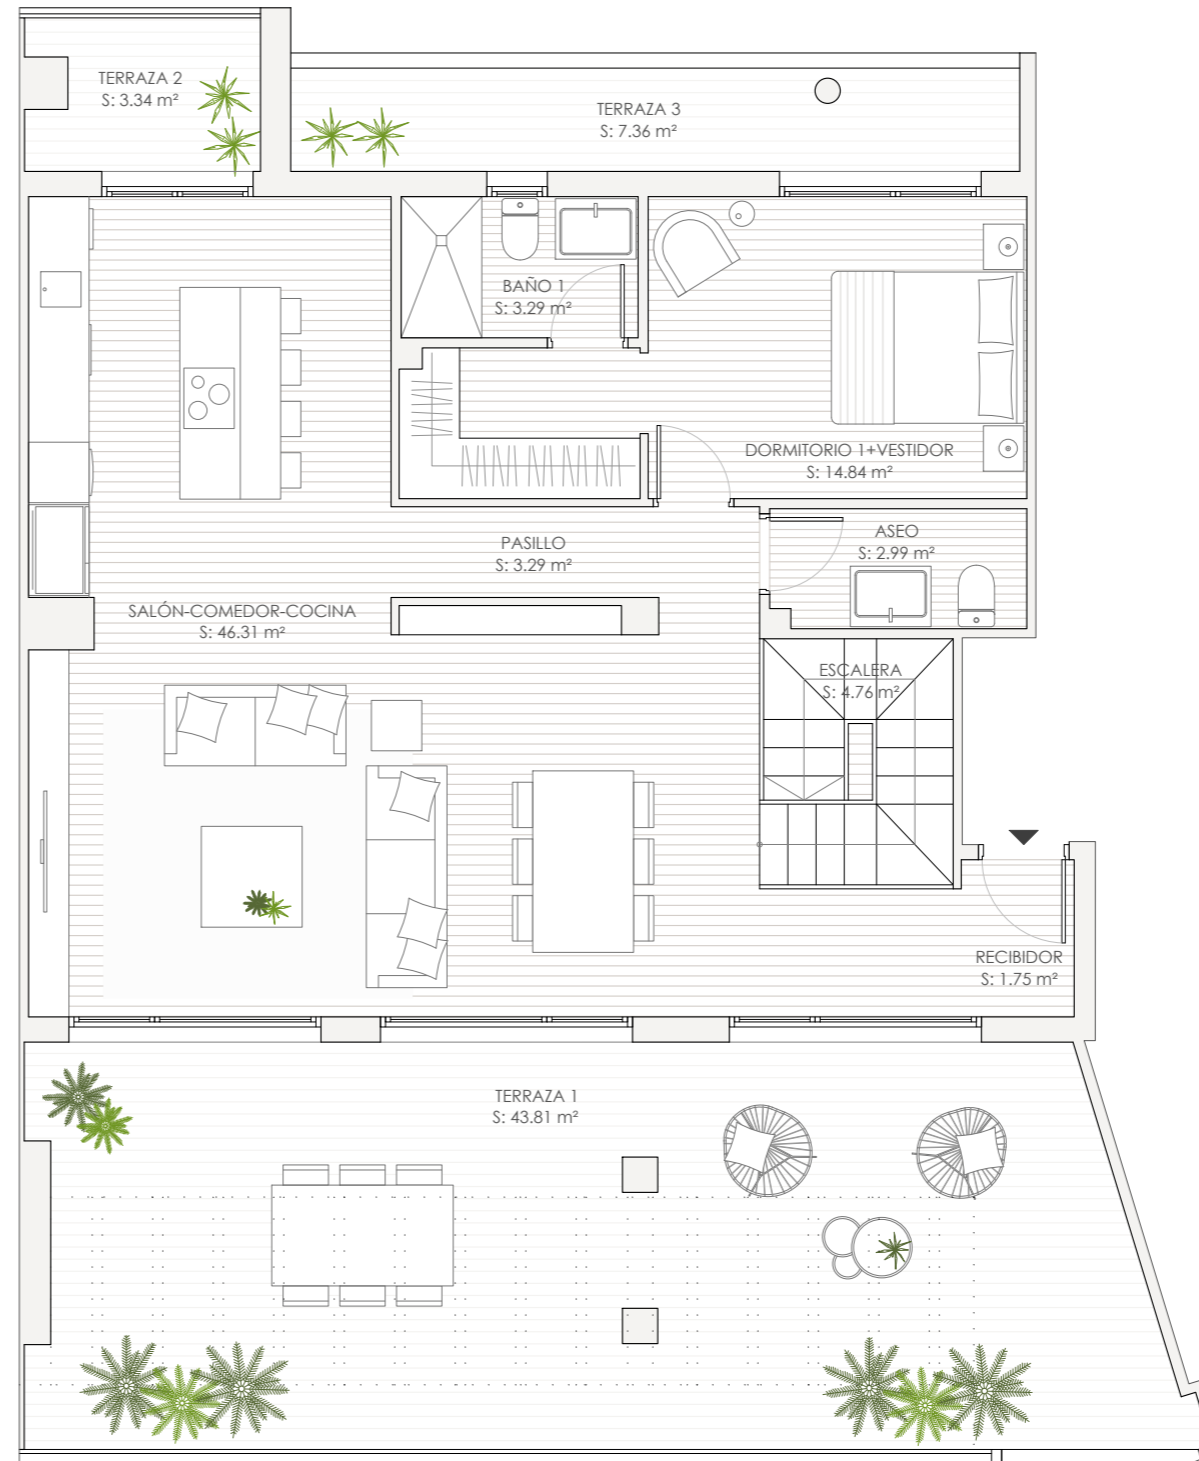 TERRAZA 2
S: 3.34 m²
TERRAZA 3
S: 7.36 m²
BAÑO 1
S: 3.29 m²
DORMITORIO 1+VESTIDOR
S: 14.84 m²
PASILLO
S: 3.29 m²
ASEO
S: 2.99 m²
SALÓN-COMEDOR-COCINA
S: 46.31 m²
ESCALERA
S: 4.76 m²
RECIBIDOR
S: 1.75 m²
TERRAZA 1
S: 43.81 m²